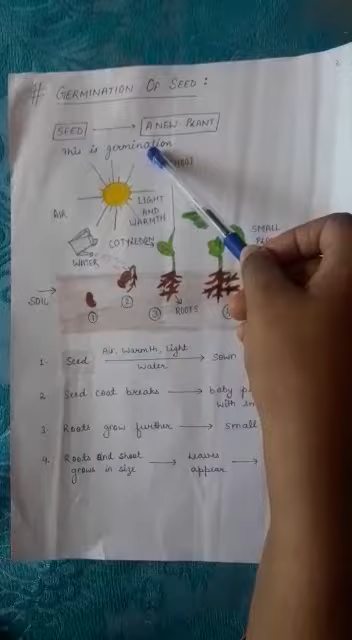 # GERMINATION OF SEED :
SEED → A NEW PLANT
This is germination
AIR
LIGHT AND WARMTH
SMALL
COTYLEDON
WATER
SOIL →
ROOTS
① ② ③
1. Seed Air, Warmth, Light Water → Sown
2. Seed coat breaks → baby
with
3. Roots grow further → small
4. Roots and shoot grows in size → Leaves appear →